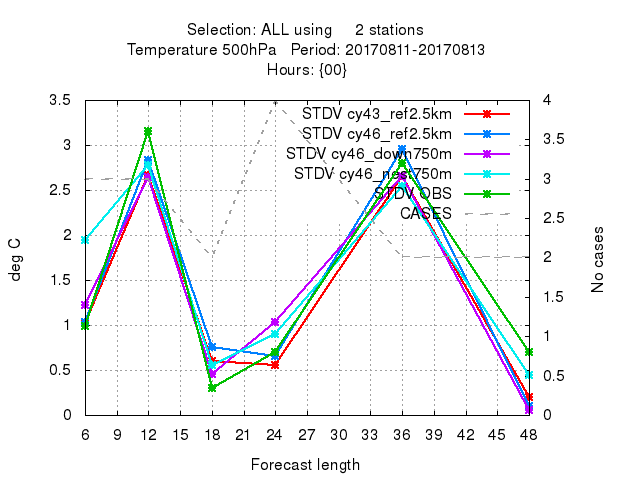 Selection: ALL using 2 stations
Temperature 500hPa Period: 20170811-20170813
Hours: {00}
STDV cy43_ref2.5km
STDV cy46_ref2.5km
STDV cy46_down750m
STDV cy46_nest750m
STDV OBS
CASES
3.5
3
2.5
2
1.5
1
0.5
0
deg C
4
3.5
3
2.5
2
1.5
1
0.5
0
No cases
6 9 12 15 18 21 24 27 30 33 36 39 42 45 48
Forecast length